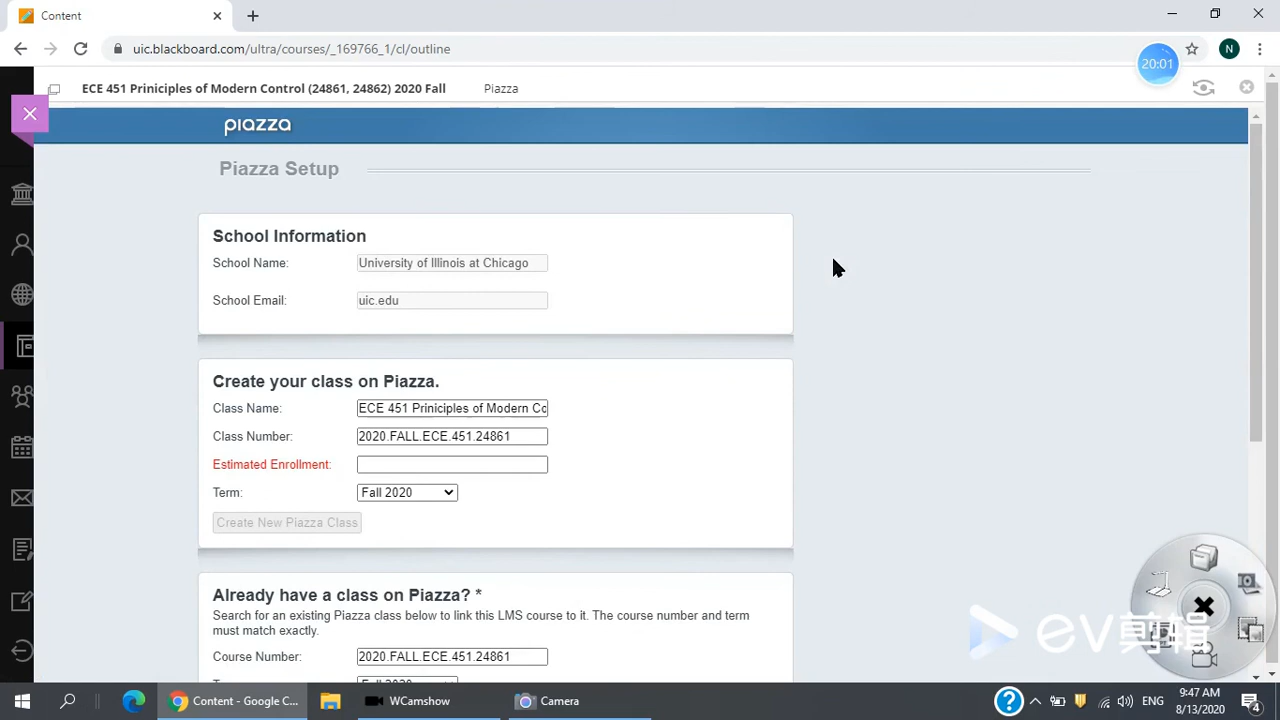 Content
uic.blackboard.com/ultra/courses/_169766_1/cl/outline
N
20:01
ECE 451 Priniciples of Modern Control (24861, 24862) 2020 Fall
Piazza
piazza
Piazza Setup
School Information
School Name:
University of Illinois at Chicago
School Email:
uic.edu
Create your class on Piazza.
Class Name:
ECE 451 Priniciples of Modern Co
Class Number:
2020.FALL.ECE.451.24861
Estimated Enrollment:
Term:
Fall 2020
Create New Piazza Class
Already have a class on Piazza? *
Search for an existing Piazza class below to link this LMS course to it. The course number and term
must match exactly.
Course Number:
2020.FALL.ECE.451.24861
EV剪辑
Content - Google C...
WCamshow
Camera
ENG
9:47 AM
8/13/2020
4